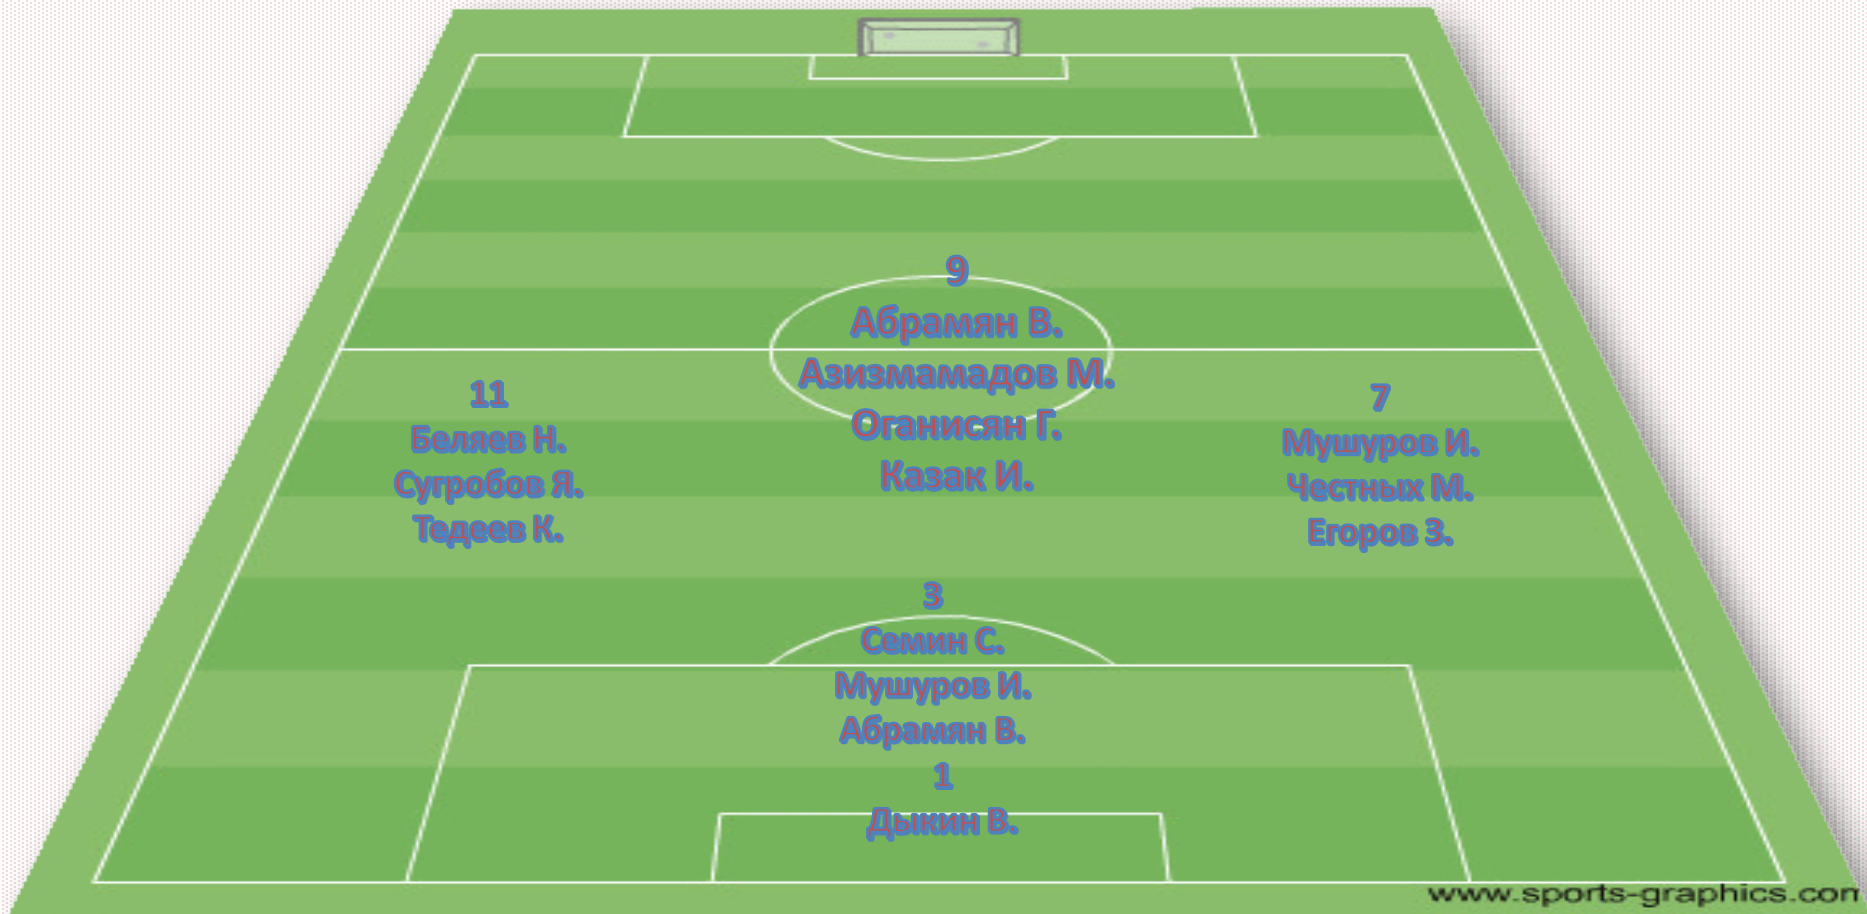 9
Абрамян В.
Азизмамадов М.
Оганисян Г.
Казак И.
11
Беляев Н.
Сугробов Я.
Тедеев К.
7
Мушуров И.
Честных М.
Егоров З.
3
Семин С.
Мушуров И.
Абрамян В.
1
Дыкин В.
www.sports-graphics.com